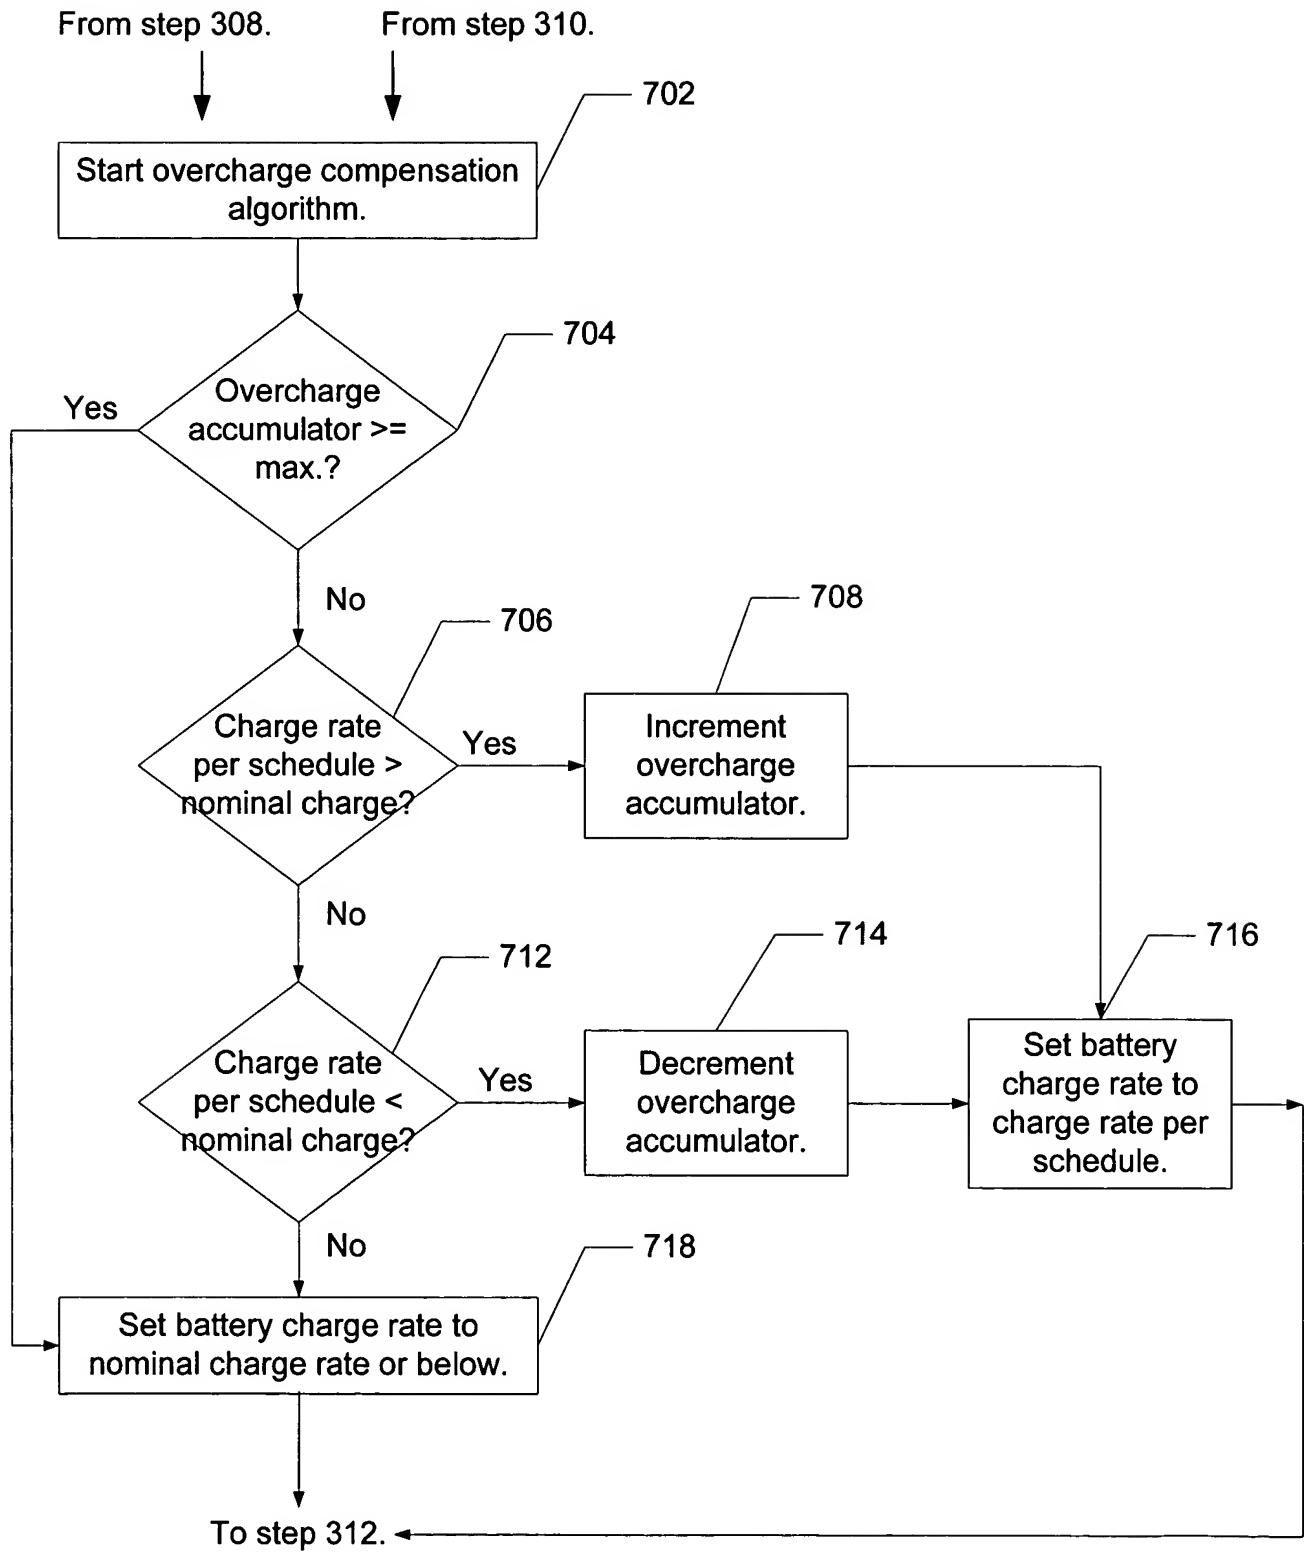 From step 308.
From step 310.
702
Start overcharge compensation
algorithm.
704
Overcharge
accumulator >=
max.?
Yes
No
706
708
Charge rate
per schedule >
nominal charge?
Yes
Increment
overcharge
accumulator.
No
712
714
716
Charge rate
per schedule <
nominal charge?
Yes
Decrement
overcharge
accumulator.
Set battery
charge rate to
charge rate per
schedule.
No
718
Set battery charge rate to
nominal charge rate or below.
To step 312.